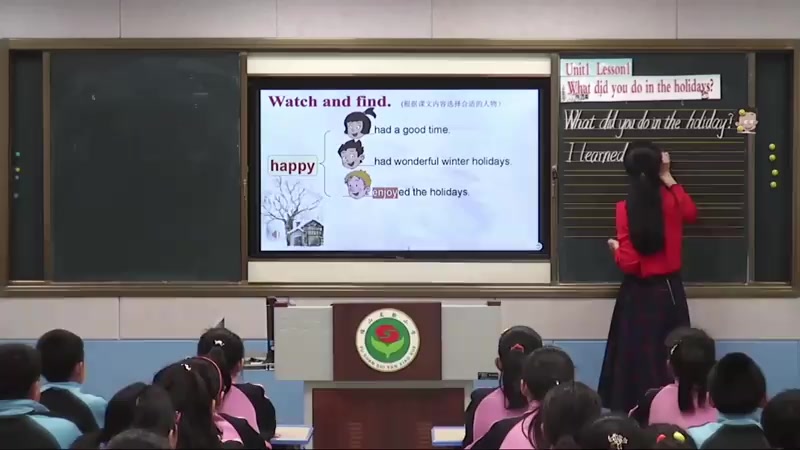 Unit1 Lesson1
What did you do in the holidays?
Watch and find. (根据课文内容选择合适的人物)
had a good time.
happy
had wonderful winter holidays.
enjoyed the holidays.
What did you do in the holiday?
I learned